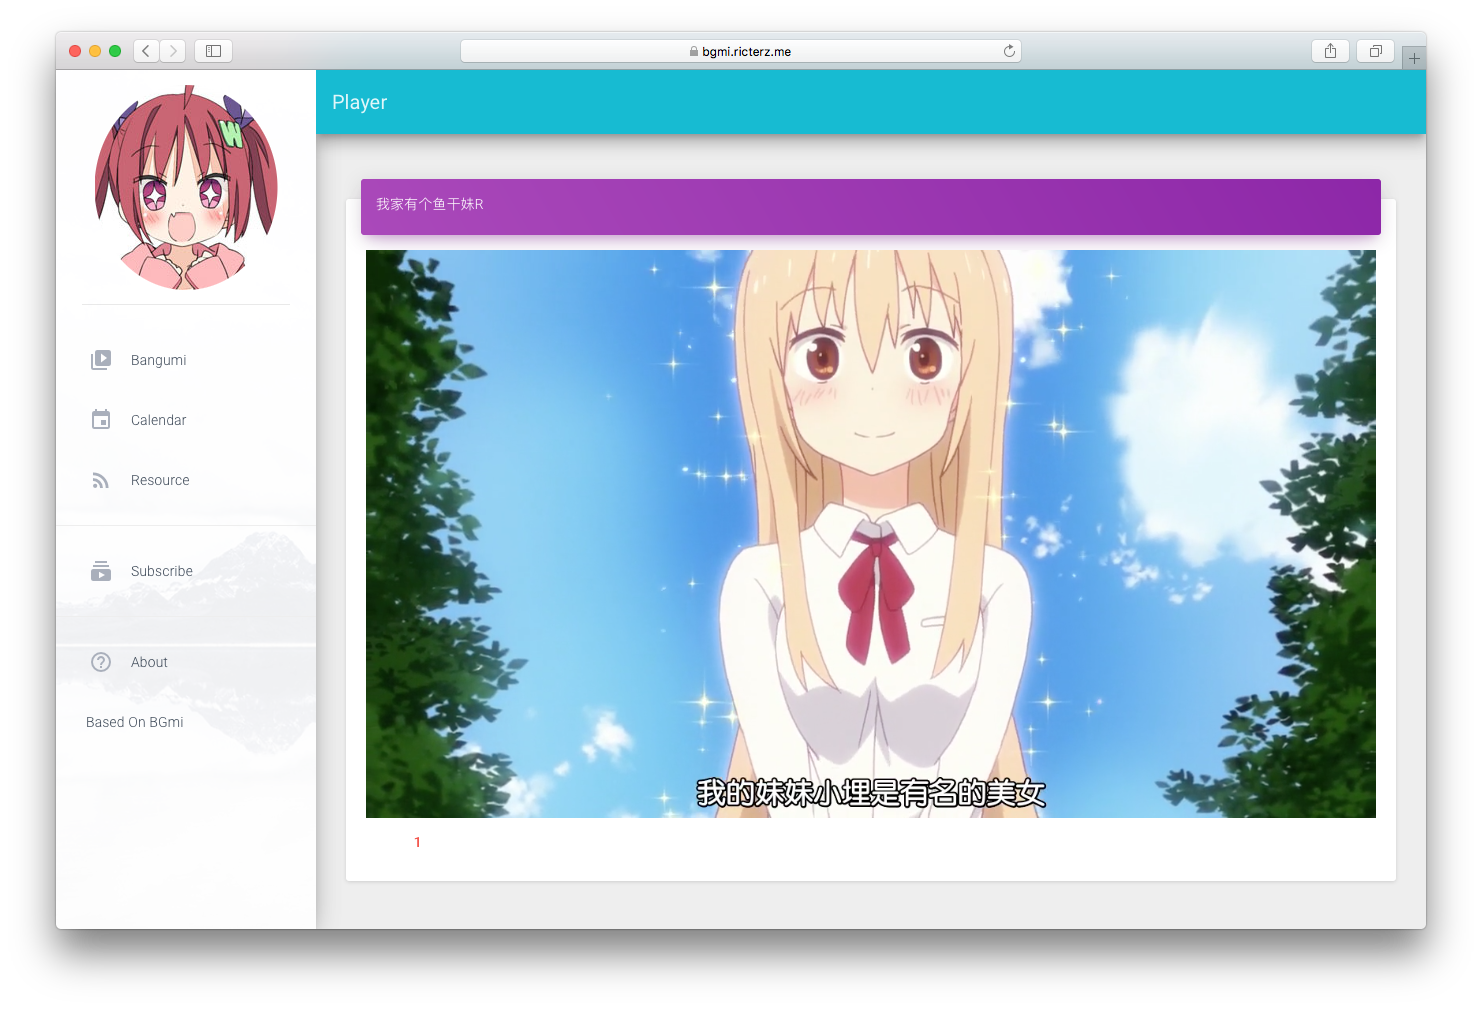 bgmi.ricterz.me
Player
W
我家有个鱼干妹R
Bangumi
Calendar
Resource
Subscribe
About
Based On BGmi
我的妹妹小埋是有名的美女
1